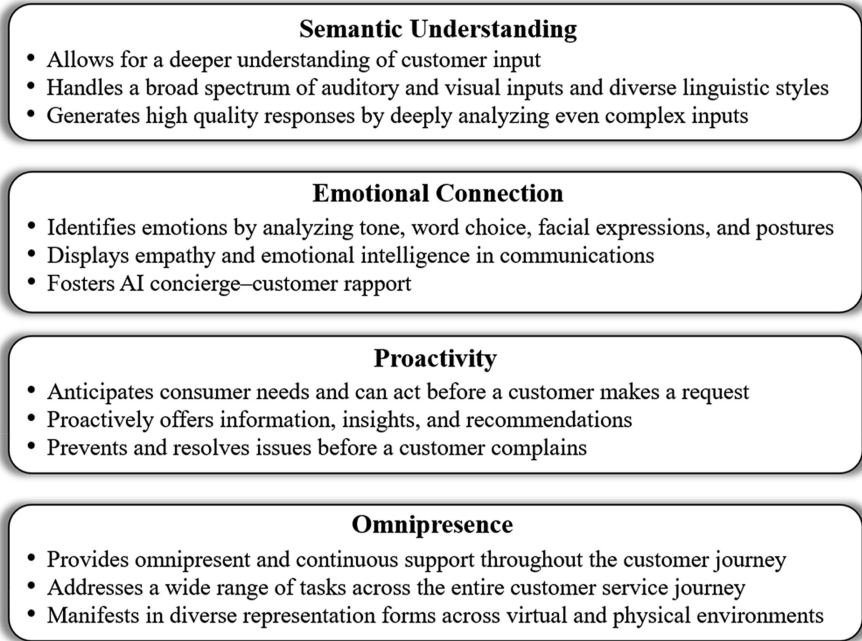 Semantic Understanding
• Allows for a deeper understanding of customer input
• Handles a broad spectrum of auditory and visual inputs and diverse linguistic styles
• Generates high quality responses by deeply analyzing even complex inputs
Emotional Connection
• Identifies emotions by analyzing tone, word choice, facial expressions, and postures
• Displays empathy and emotional intelligence in communications
• Fosters AI concierge–customer rapport
Proactivity
• Anticipates consumer needs and can act before a customer makes a request
• Proactively offers information, insights, and recommendations
• Prevents and resolves issues before a customer complains
Omnipresence
• Provides omnipresent and continuous support throughout the customer journey
• Addresses a wide range of tasks across the entire customer service journey
• Manifests in diverse representation forms across virtual and physical environments